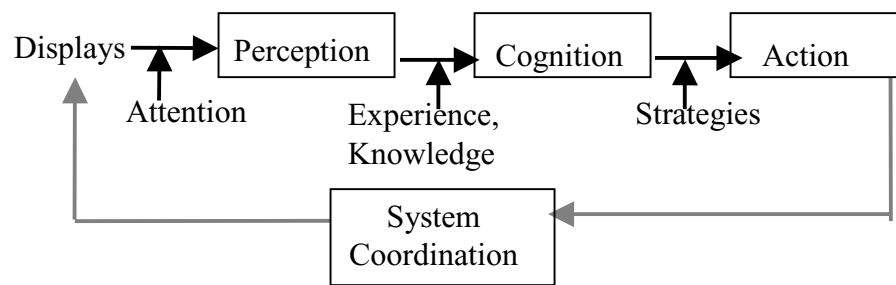 Displays
Perception
Cognition
Action
Attention
Experience,
Knowledge
Strategies
System
Coordination